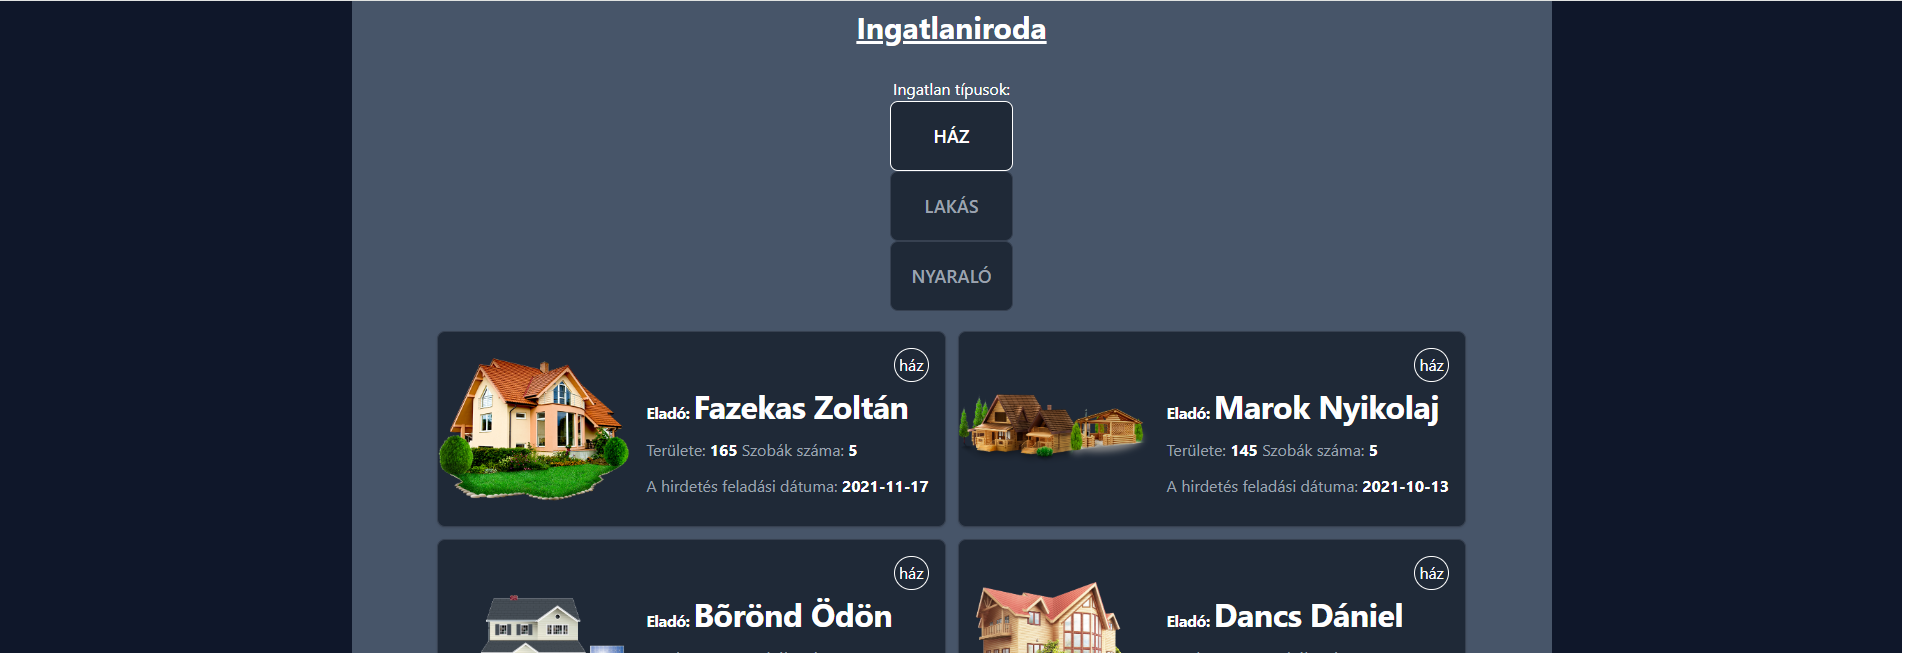 Ingatlaniroda
Ingatlan típusok:
HÁZ
LAKÁS
NYARALÓ
ház
Eladó: Fazekas Zoltán
Területe: 165 Szobák száma: 5
A hirdetés feladási dátuma: 2021-11-17
ház
Eladó: Marok Nyikolaj
Területe: 145 Szobák száma: 5
A hirdetés feladási dátuma: 2021-10-13
ház
Eladó: Bõrönd Ödön
ház
Eladó: Dancs Dániel